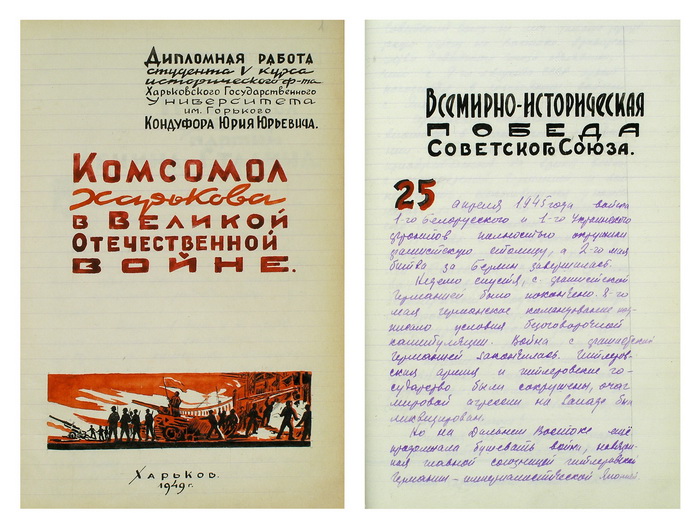 Дипломная работа
студента V курса
исторического ф-та
Харьковского Государственного
Университета
им. Горького
Кондуфора Юрия Юрьевича.
Комсомол
Харькова
в Великой
Отечественной
войне.
Харьков.
1949 г.
Всемирно-историческая
победа
Советского Союза.
25 апреля 1945 года войска
1-го Белорусского и 1-го Украинского
фронтов полностью окружили
фашистскую столицу, а 2-го мая
битва за Берлин завершилась.
Неделю спустя, с фашистской
Германией было покончено. 8-го
мая германское командование под-
писало условия безоговорочной
капитуляции. Война с фашистской
Германией закончилась. Гитлеров-
ская армия и гитлеровское го-
сударство были сокрушены, очаг
мировой агрессии на Западе был
ликвидирован.
Но на Дальнем Востоке ещё
продолжала бушевать война, навязан-
ная главной союзницей гитлеровской
Германии – империалистической Японией.